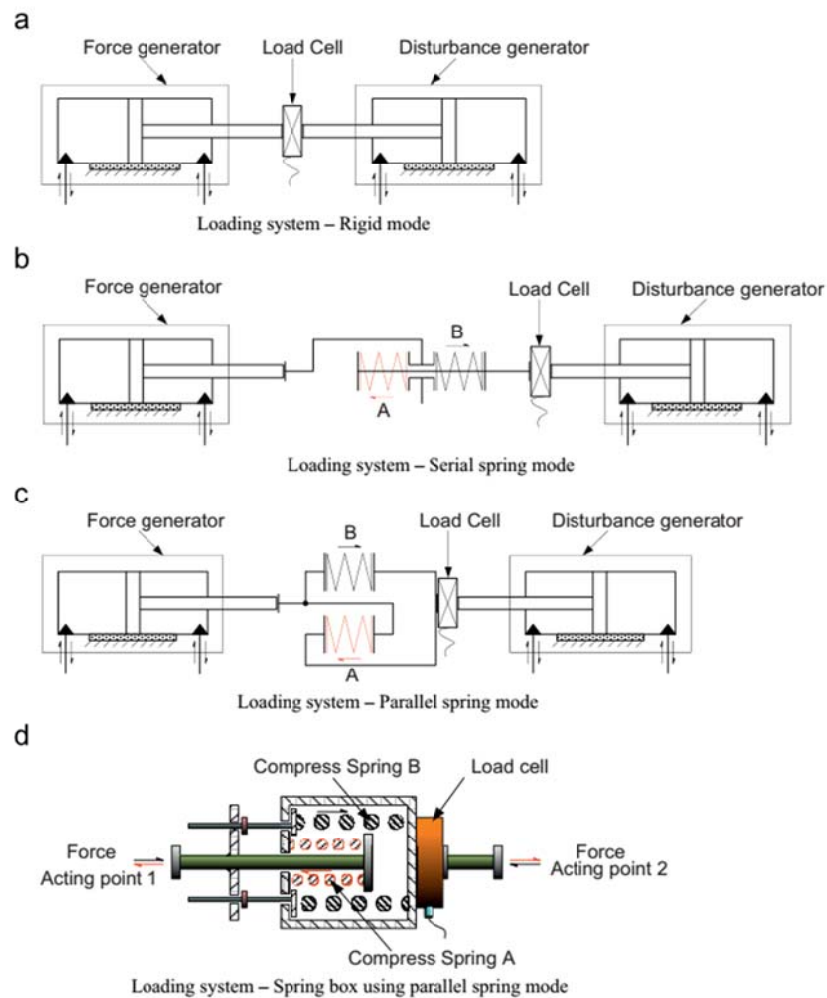 a
Force generator
Load Cell
Disturbance generator
Loading system – Rigid mode
b
Force generator
Load Cell
Disturbance generator
B
A
Loading system – Serial spring mode
c
Force generator
Load Cell
Disturbance generator
B
A
Loading system – Parallel spring mode
d
Compress Spring B
Load cell
Force
Acting point 1
Force
Acting point 2
Compress Spring A
Loading system – Spring box using parallel spring mode